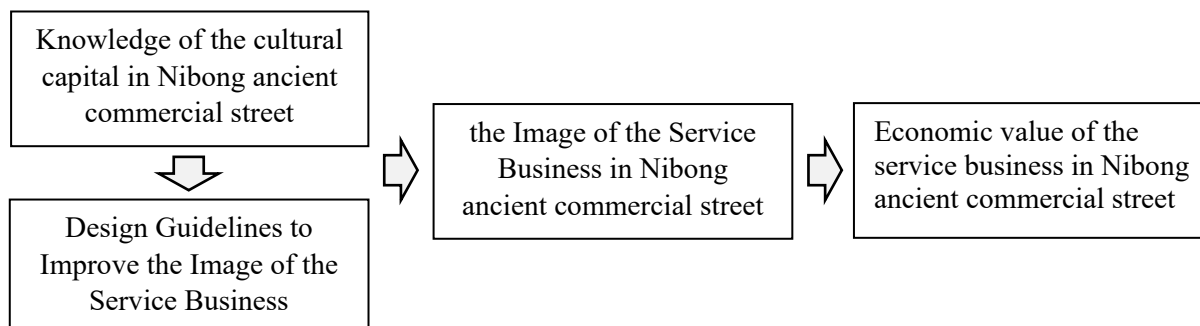 Knowledge of the cultural
capital in Nibong ancient
commercial street
Design Guidelines to
Improve the Image of the
Service Business
the Image of the Service
Business in Nibong
ancient commercial street
Economic value of the
service business in Nibong
ancient commercial street